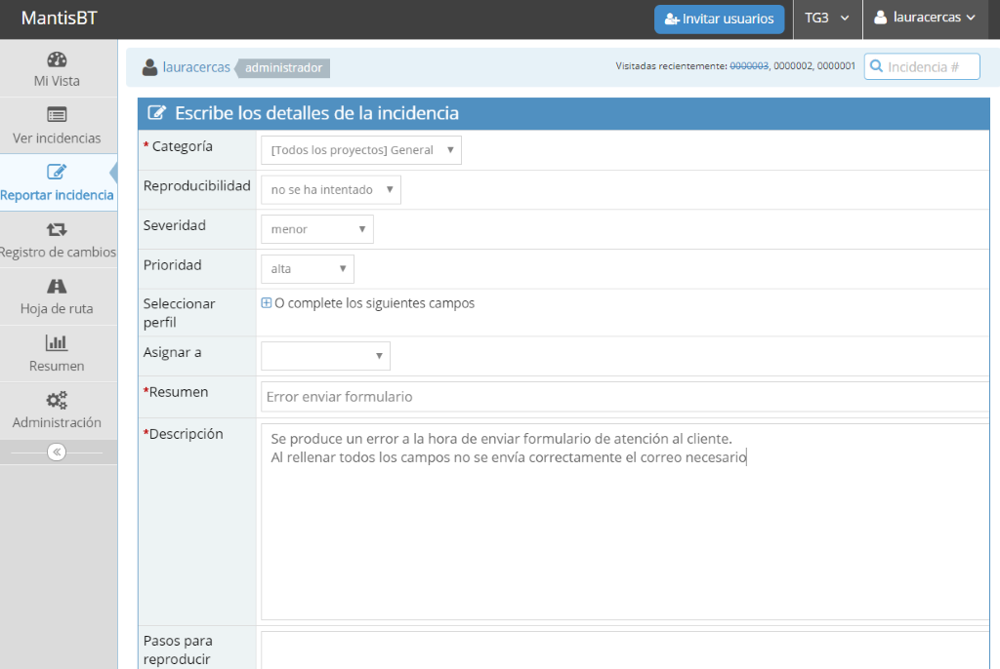 MantisBT
Invitar usuarios
TG3
lauracercas
Mi Vista
Ver incidencias
Reportar incidencia
Registro de cambios
Hoja de ruta
Resumen
Administración
lauracercas
administrador
Visitadas recientemente: 0000003, 0000002, 0000001
Incidencia #
Escribe los detalles de la incidencia
* Categoría
[Todos los proyectos] General
Reproducibilidad
no se ha intentado
Severidad
menor
Prioridad
alta
Seleccionar
perfil
O complete los siguientes campos
Asignar a
*Resumen
Error enviar formulario
*Descripción
Se produce un error a la hora de enviar formulario de atención al cliente.
Al rellenar todos los campos no se envía correctamente el correo necesario
Pasos para
reproducir